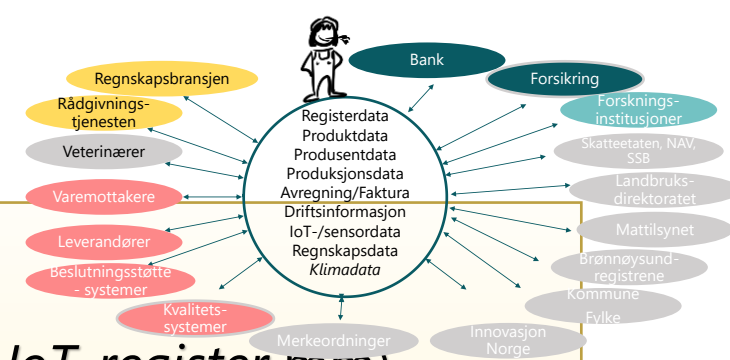 Bank
Regnskapsbransjen
Forsikring
Rådgivnings-
tjenesten
Forsknings-
institusjoner
Veterinærer
Skatteetaten, NAV,
SSB
Varemottakere
Landbruks-
direktoratet
Leverandører
Mattilsynet
Beslutningsstøtte
- systemer
Brønnøysund-
registrene
Kvalitets-
systemer
Kommune
Fylke
Merkeordninger
Innovasjon
Norge
Registerdata
Produktdata
Produsentdata
Produksjonsdata
Avregning/Faktura
Driftsinformasjon
IoT-/sensordata
Regnskapsdata
Klimadata
IoT, register